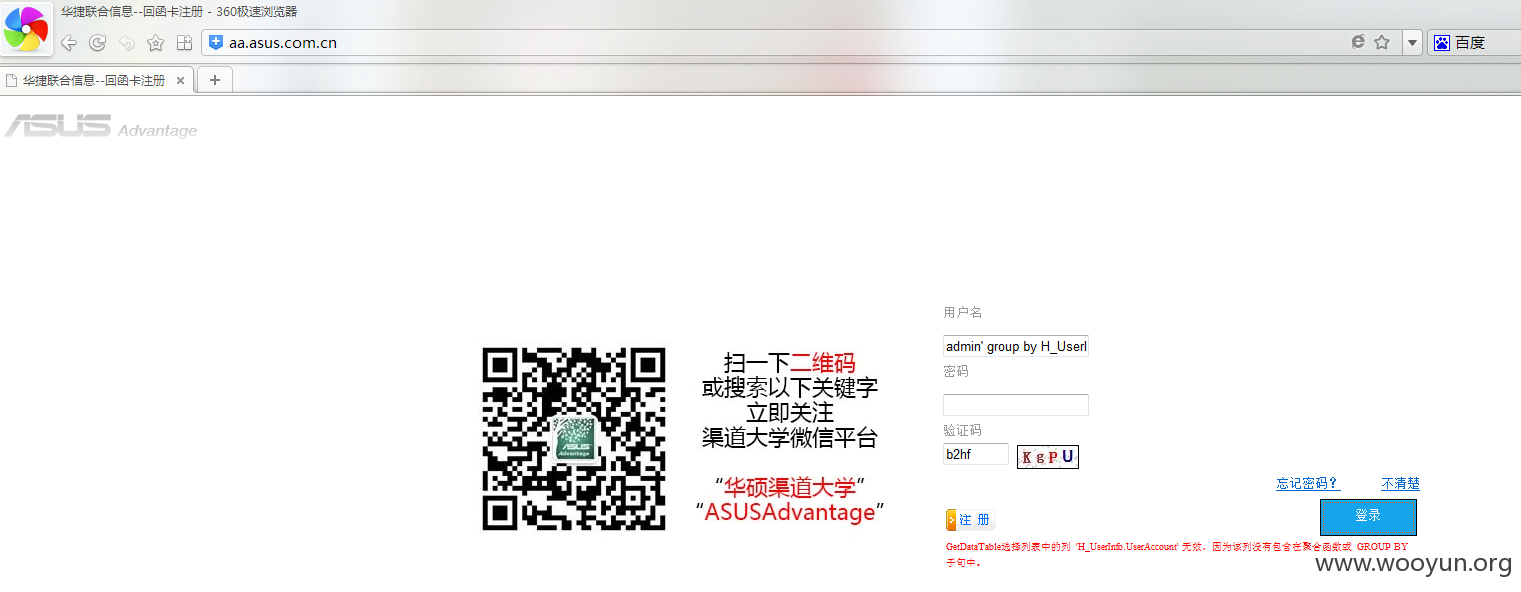 华捷联合信息--回函卡注册 - 360极速浏览器
aa.asus.com.cn
百度
华捷联合信息--回函卡注册
ASUS Advantage
用户名
admin' group by H_UserI
密码
验证码
b2hf
KgPU
扫一下二维码
或搜索以下关键字
立即关注
渠道大学微信平台
“华硕渠道大学”
“ASUSAdvantage”
ASUS
Advantage
忘记密码？
不清楚
注 册
登录
GetDataTable选择列表中的列 'H_UserInfo.UserAccount' 无效，因为该列没有包含在聚合函数或 GROUP BY
子句中。
www.wooyun.org